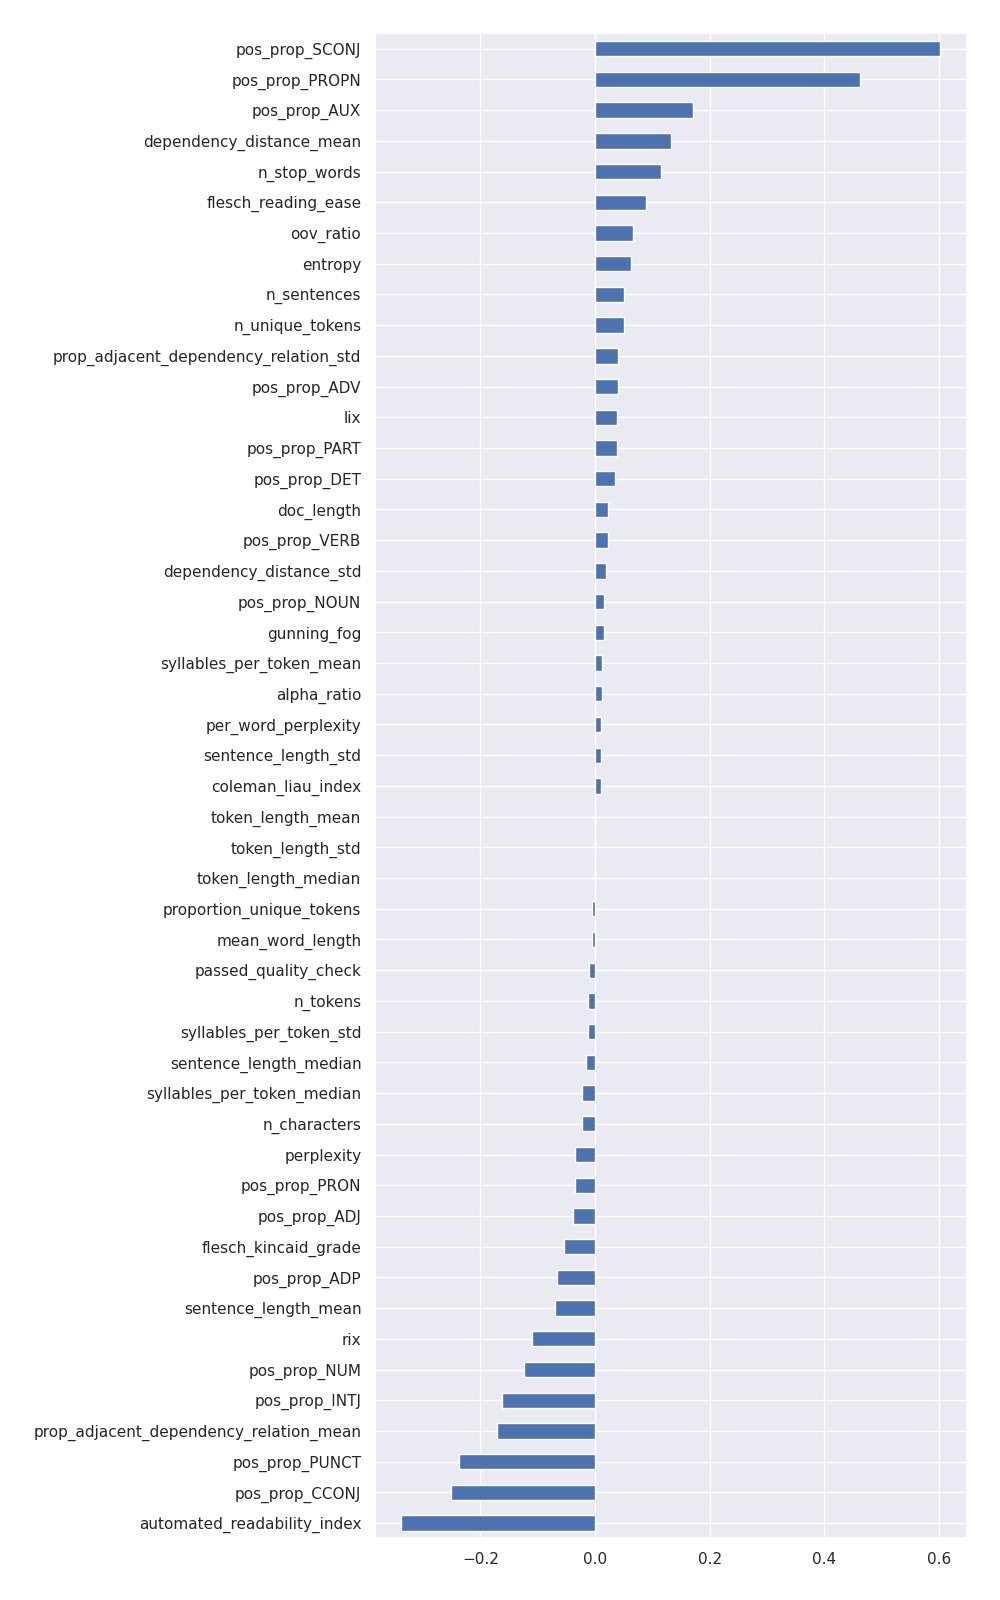 pos_prop_SCONJ
pos_prop_PROPN
pos_prop_AUX
dependency_distance_mean
n_stop_words
flesch_reading_ease
oov_ratio
entropy
n_sentences
n_unique_tokens
prop_adjacent_dependency_relation_std
pos_prop_ADV
lix
pos_prop_PART
pos_prop_DET
doc_length
pos_prop_VERB
dependency_distance_std
pos_prop_NOUN
gunning_fog
syllables_per_token_mean
alpha_ratio
per_word_perplexity
sentence_length_std
coleman_liau_index
token_length_mean
token_length_std
token_length_median
proportion_unique_tokens
mean_word_length
passed_quality_check
n_tokens
syllables_per_token_std
sentence_length_median
syllables_per_token_median
n_characters
perplexity
pos_prop_PRON
pos_prop_ADJ
flesch_kincaid_grade
pos_prop_ADP
sentence_length_mean
rix
pos_prop_NUM
pos_prop_INTJ
prop_adjacent_dependency_relation_mean
pos_prop_PUNCT
pos_prop_CCONJ
automated_readability_index
−0.2 0.0 0.2 0.4 0.6